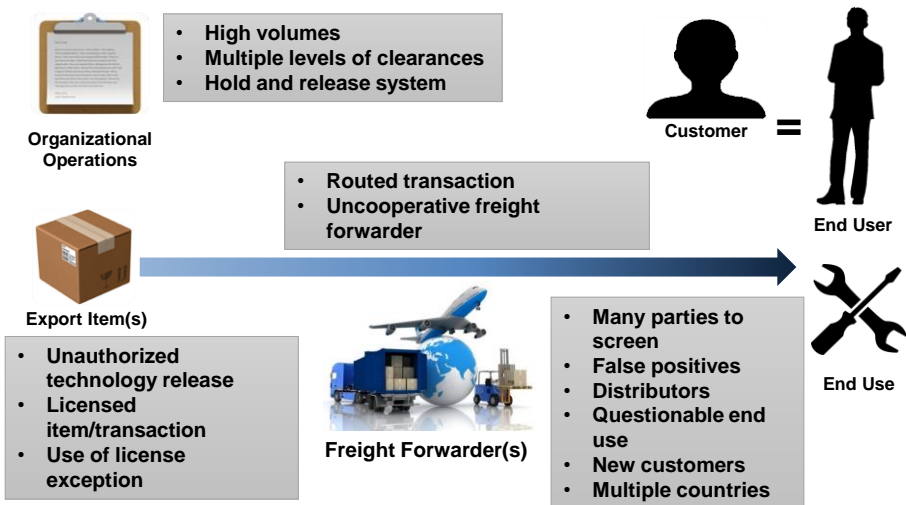 • High volumes
• Multiple levels of clearances
• Hold and release system
Organizational
Operations
Customer
=
End User
• Routed transaction
• Uncooperative freight
forwarder
Export Item(s)
• Unauthorized
technology release
• Licensed
item/transaction
• Use of license
exception
Freight Forwarder(s)
• Many parties to
screen
• False positives
• Distributors
• Questionable end
use
• New customers
• Multiple countries
End Use